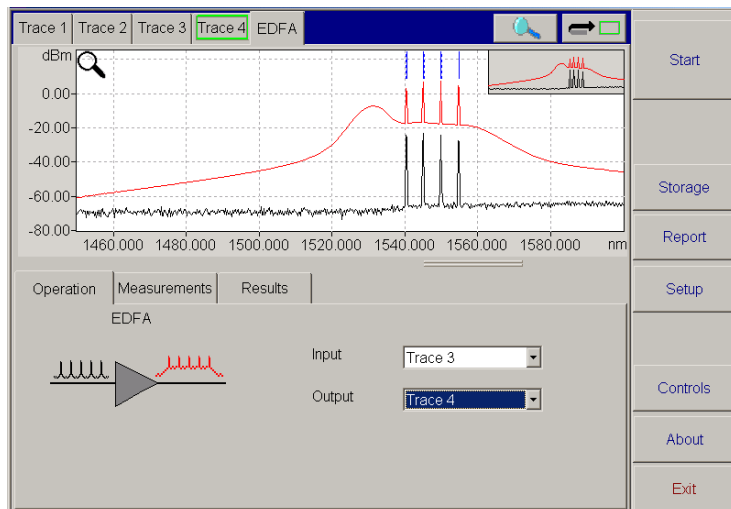 Trace 1 Trace 2 Trace 3 Trace 4 EDFA
dBm
0.00
-20.00
-40.00
-60.00
-80.00
1460.000 1480.000 1500.000 1520.000 1540.000 1560.000 1580.000 nm
Operation Measurements Results
EDFA
Input Trace 3
Output Trace 4
Start
Storage
Report
Setup
Controls
About
Exit